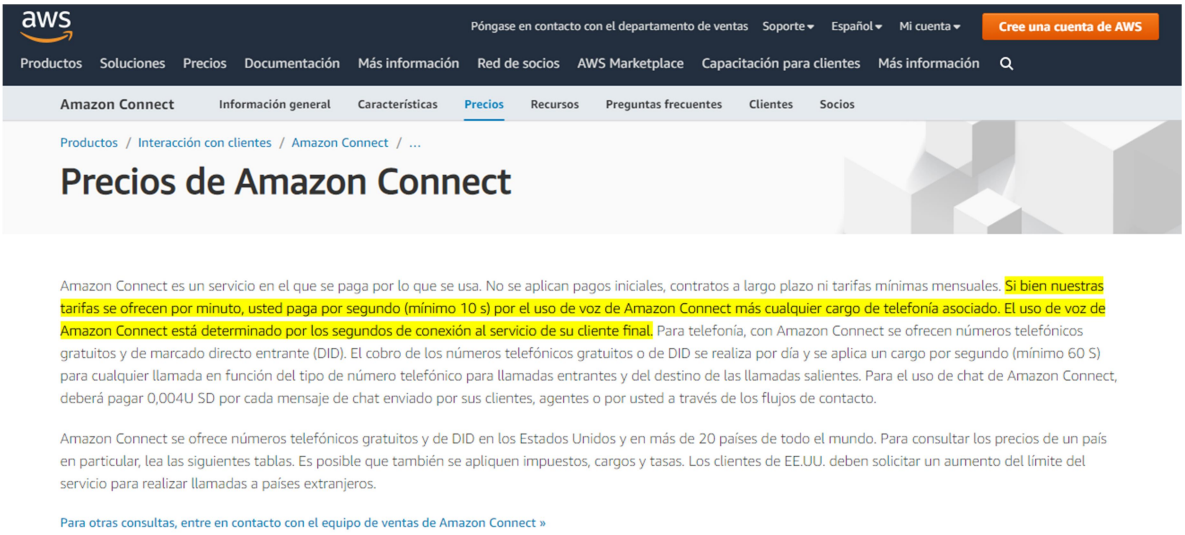 aws
Póngase en contacto con el departamento de ventas Soporte Español Mi cuenta Cree una cuenta de AWS
Productos Soluciones Precios Documentación Más información Red de socios AWS Marketplace Capacitación para clientes Más información
Amazon Connect Información general Características Precios Recursos Preguntas frecuentes Clientes Socios
Productos / Interacción con clientes / Amazon Connect / ...
Precios de Amazon Connect
Amazon Connect es un servicio en el que se paga por lo que se usa. No se aplican pagos iniciales, contratos a largo plazo ni tarifas mínimas mensuales. Si bien nuestras
tarifas se ofrecen por minuto, usted paga por segundo (mínimo 10 s) por el uso de voz de Amazon Connect más cualquier cargo de telefonía asociado. El uso de voz de
Amazon Connect está determinado por los segundos de conexión al servicio de su cliente final. Para telefonía, con Amazon Connect se ofrecen números telefónicos
gratuitos y de marcado directo entrante (DID). El cobro de los números telefónicos gratuitos o de DID se realiza por día y se aplica un cargo por segundo (mínimo 60 S)
para cualquier llamada en función del tipo de número telefónico para llamadas entrantes y del destino de las llamadas salientes. Para el uso de chat de Amazon Connect,
deberá pagar 0,004U SD por cada mensaje de chat enviado por sus clientes, agentes o por usted a través de los flujos de contacto.
Amazon Connect se ofrece números telefónicos gratuitos y de DID en los Estados Unidos y en más de 20 países de todo el mundo. Para consultar los precios de un país
en particular, lea las siguientes tablas. Es posible que también se apliquen impuestos, cargos y tasas. Los clientes de EE.UU. deben solicitar un aumento del límite del
servicio para realizar llamadas a países extranjeros.
Para otras consultas, entre en contacto con el equipo de ventas de Amazon Connect »